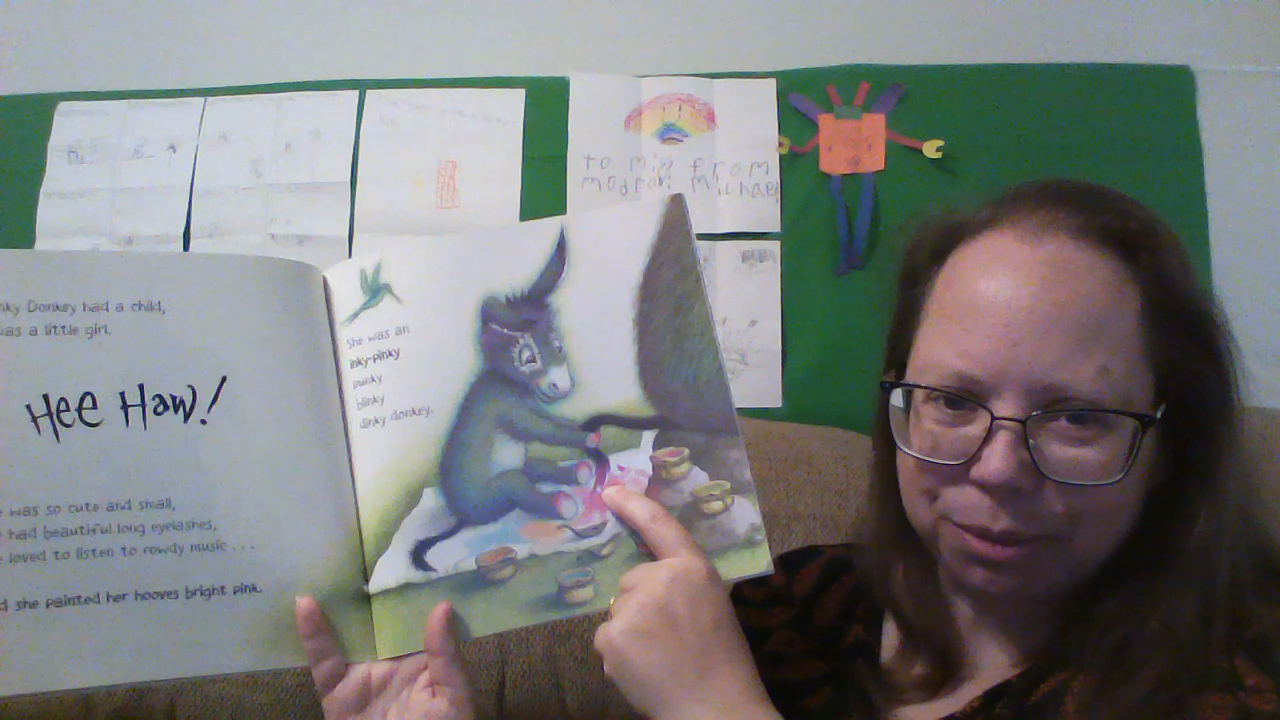 to miss from
Donkey had a child,
as a little girl.
Hee Haw!
was so cute and small,
had beautiful long eyelashes,
loved to listen to rowdy music...
she painted her hooves bright pink.
She was an
inky-pinky
punky
blinky
dinky donkey.